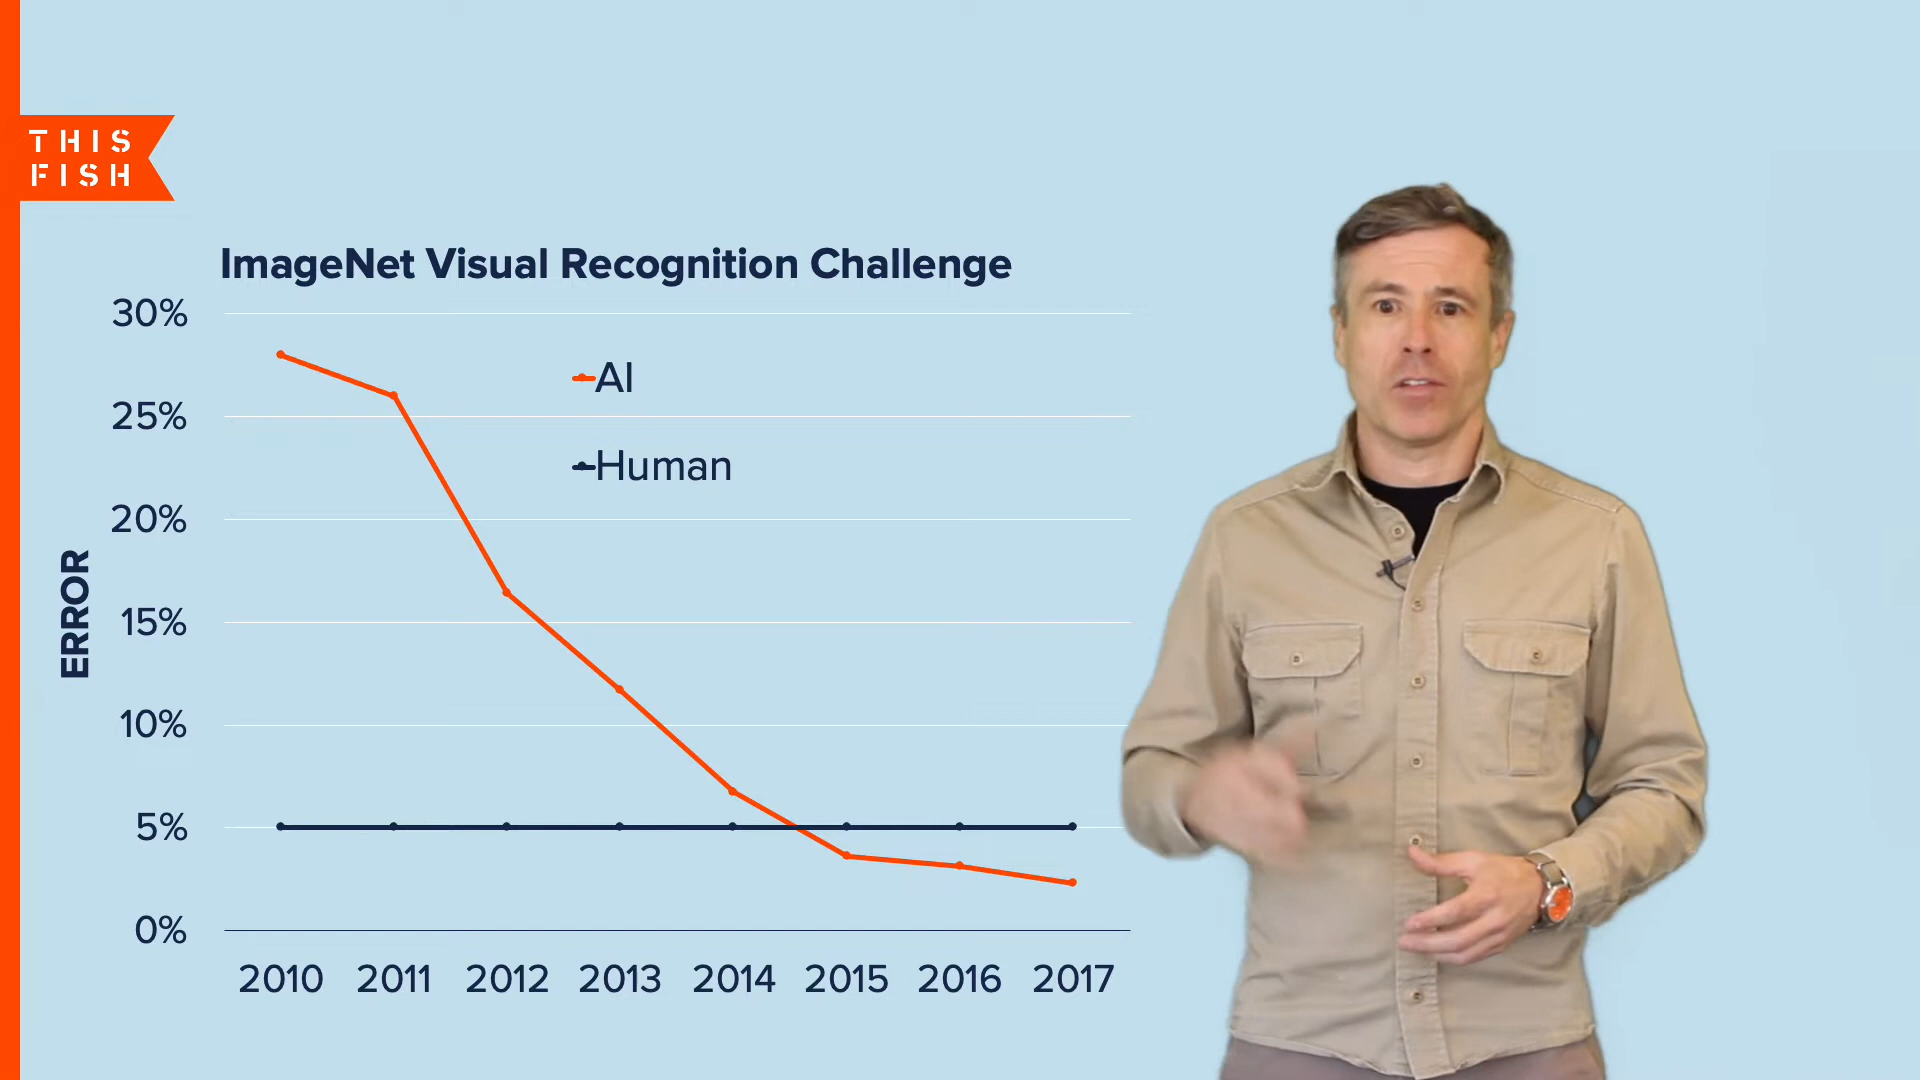 THIS
FISH
ImageNet Visual Recognition Challenge
30%
25%
20%
15%
10%
5%
0%
ERROR
AI
Human
2010 2011 2012 2013 2014 2015 2016 2017